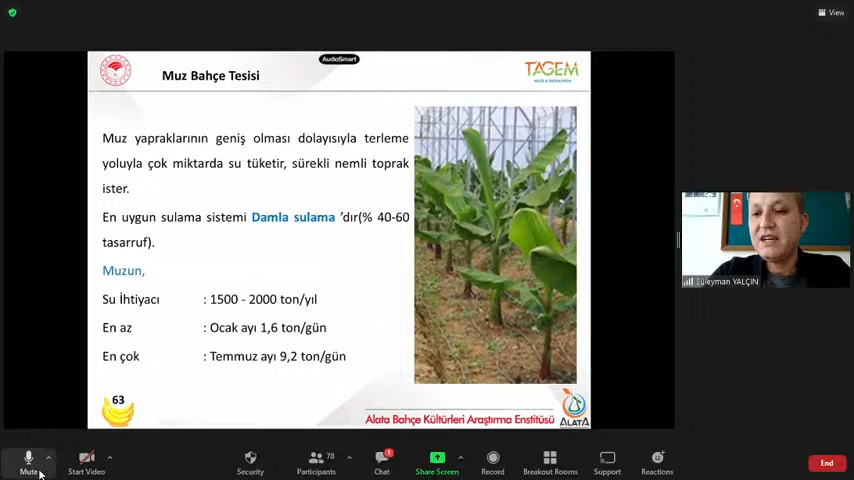 View
AudioSmart
Muz Bahçe Tesisi
TAGEM
Muz yapraklarının geniş olması dolayısıyla terleme
yoluyla çok miktarda su tüketir, sürekli nemli toprak
ister.
En uygun sulama sistemi Damla sulama ’dır(% 40-60
tasarruf).
Muzun,
Su İhtiyacı : 1500 - 2000 ton/yıl
En az : Ocak ayı 1,6 ton/gün
En çok : Temmuz ayı 9,2 ton/gün
63
Alata Bahçe Kültürleri Araştırma Enstitüsü
ALATA
Süleyman YALÇIN
Mute
Start Video
Security
Participants
78
Chat
1
Share Screen
Record
Breakout Rooms
Support
Reactions
End